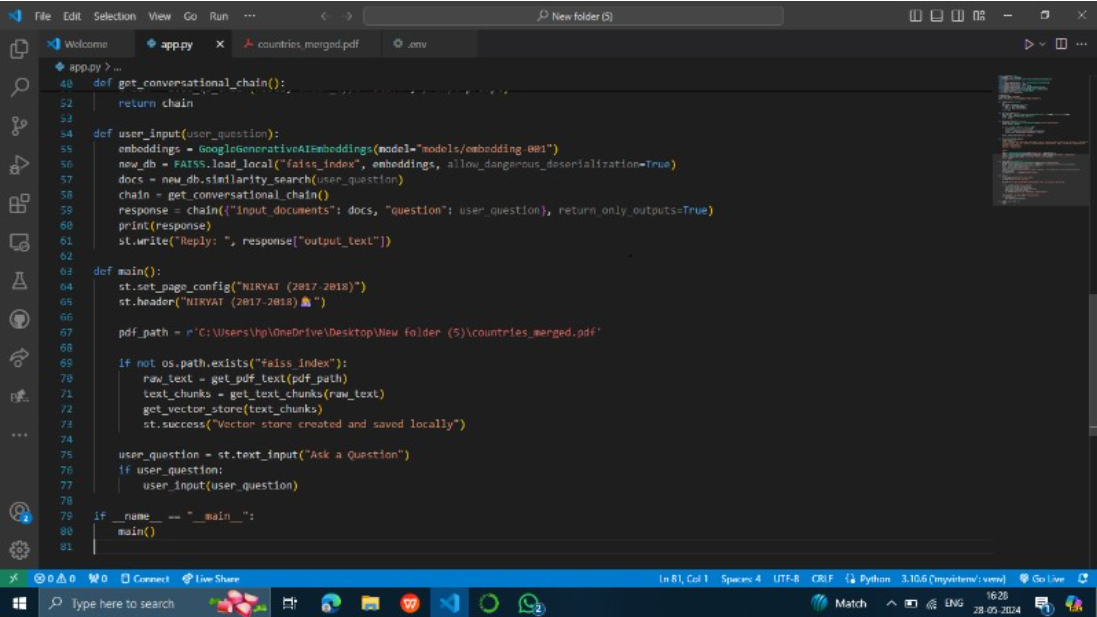 File Edit Selection View Go Run ··· New folder (5)
Welcome app.py × countries_merged.pdf .env
app.py > ...
40 def get_conversational_chain():
52 return chain
53
54 def user_input(user_question):
55 embeddings = GoogleGenerativeAIEmbeddings(model="models/embedding-001")
56 new_db = FAISS.load_local("faiss_index", embeddings, allow_dangerous_deserialization=True)
57 docs = new_db.similarity_search(user_question)
58 chain = get_conversational_chain()
59 response = chain({"input_documents": docs, "question": user_question}, return_only_outputs=True)
60 print(response)
61 st.write("Reply: ", response["output_text"])
62
63 def main():
64 st.set_page_config("NIRYAT (2017-2018)")
65 st.header("NIRYAT (2017-2018)💁‍♀️")
66
67 pdf_path = r'C:\Users\hp\OneDrive\Desktop\New folder (5)\countries_merged.pdf'
68
69 if not os.path.exists("faiss_index"):
70 raw_text = get_pdf_text(pdf_path)
71 text_chunks = get_text_chunks(raw_text)
72 get_vector_store(text_chunks)
73 st.success("Vector store created and saved locally")
74
75 user_question = st.text_input("Ask a Question")
76 if user_question:
77 user_input(user_question)
78
79 if __name__ == "__main__":
80 main()
81
0 0 0 Connect Live Share Ln 81, Col 1 Spaces: 4 UTF-8 CRLF Python 3.10.6 ('myvirtenv': venv) Go Live
Type here to search Match ENG 16:28
28-05-2024